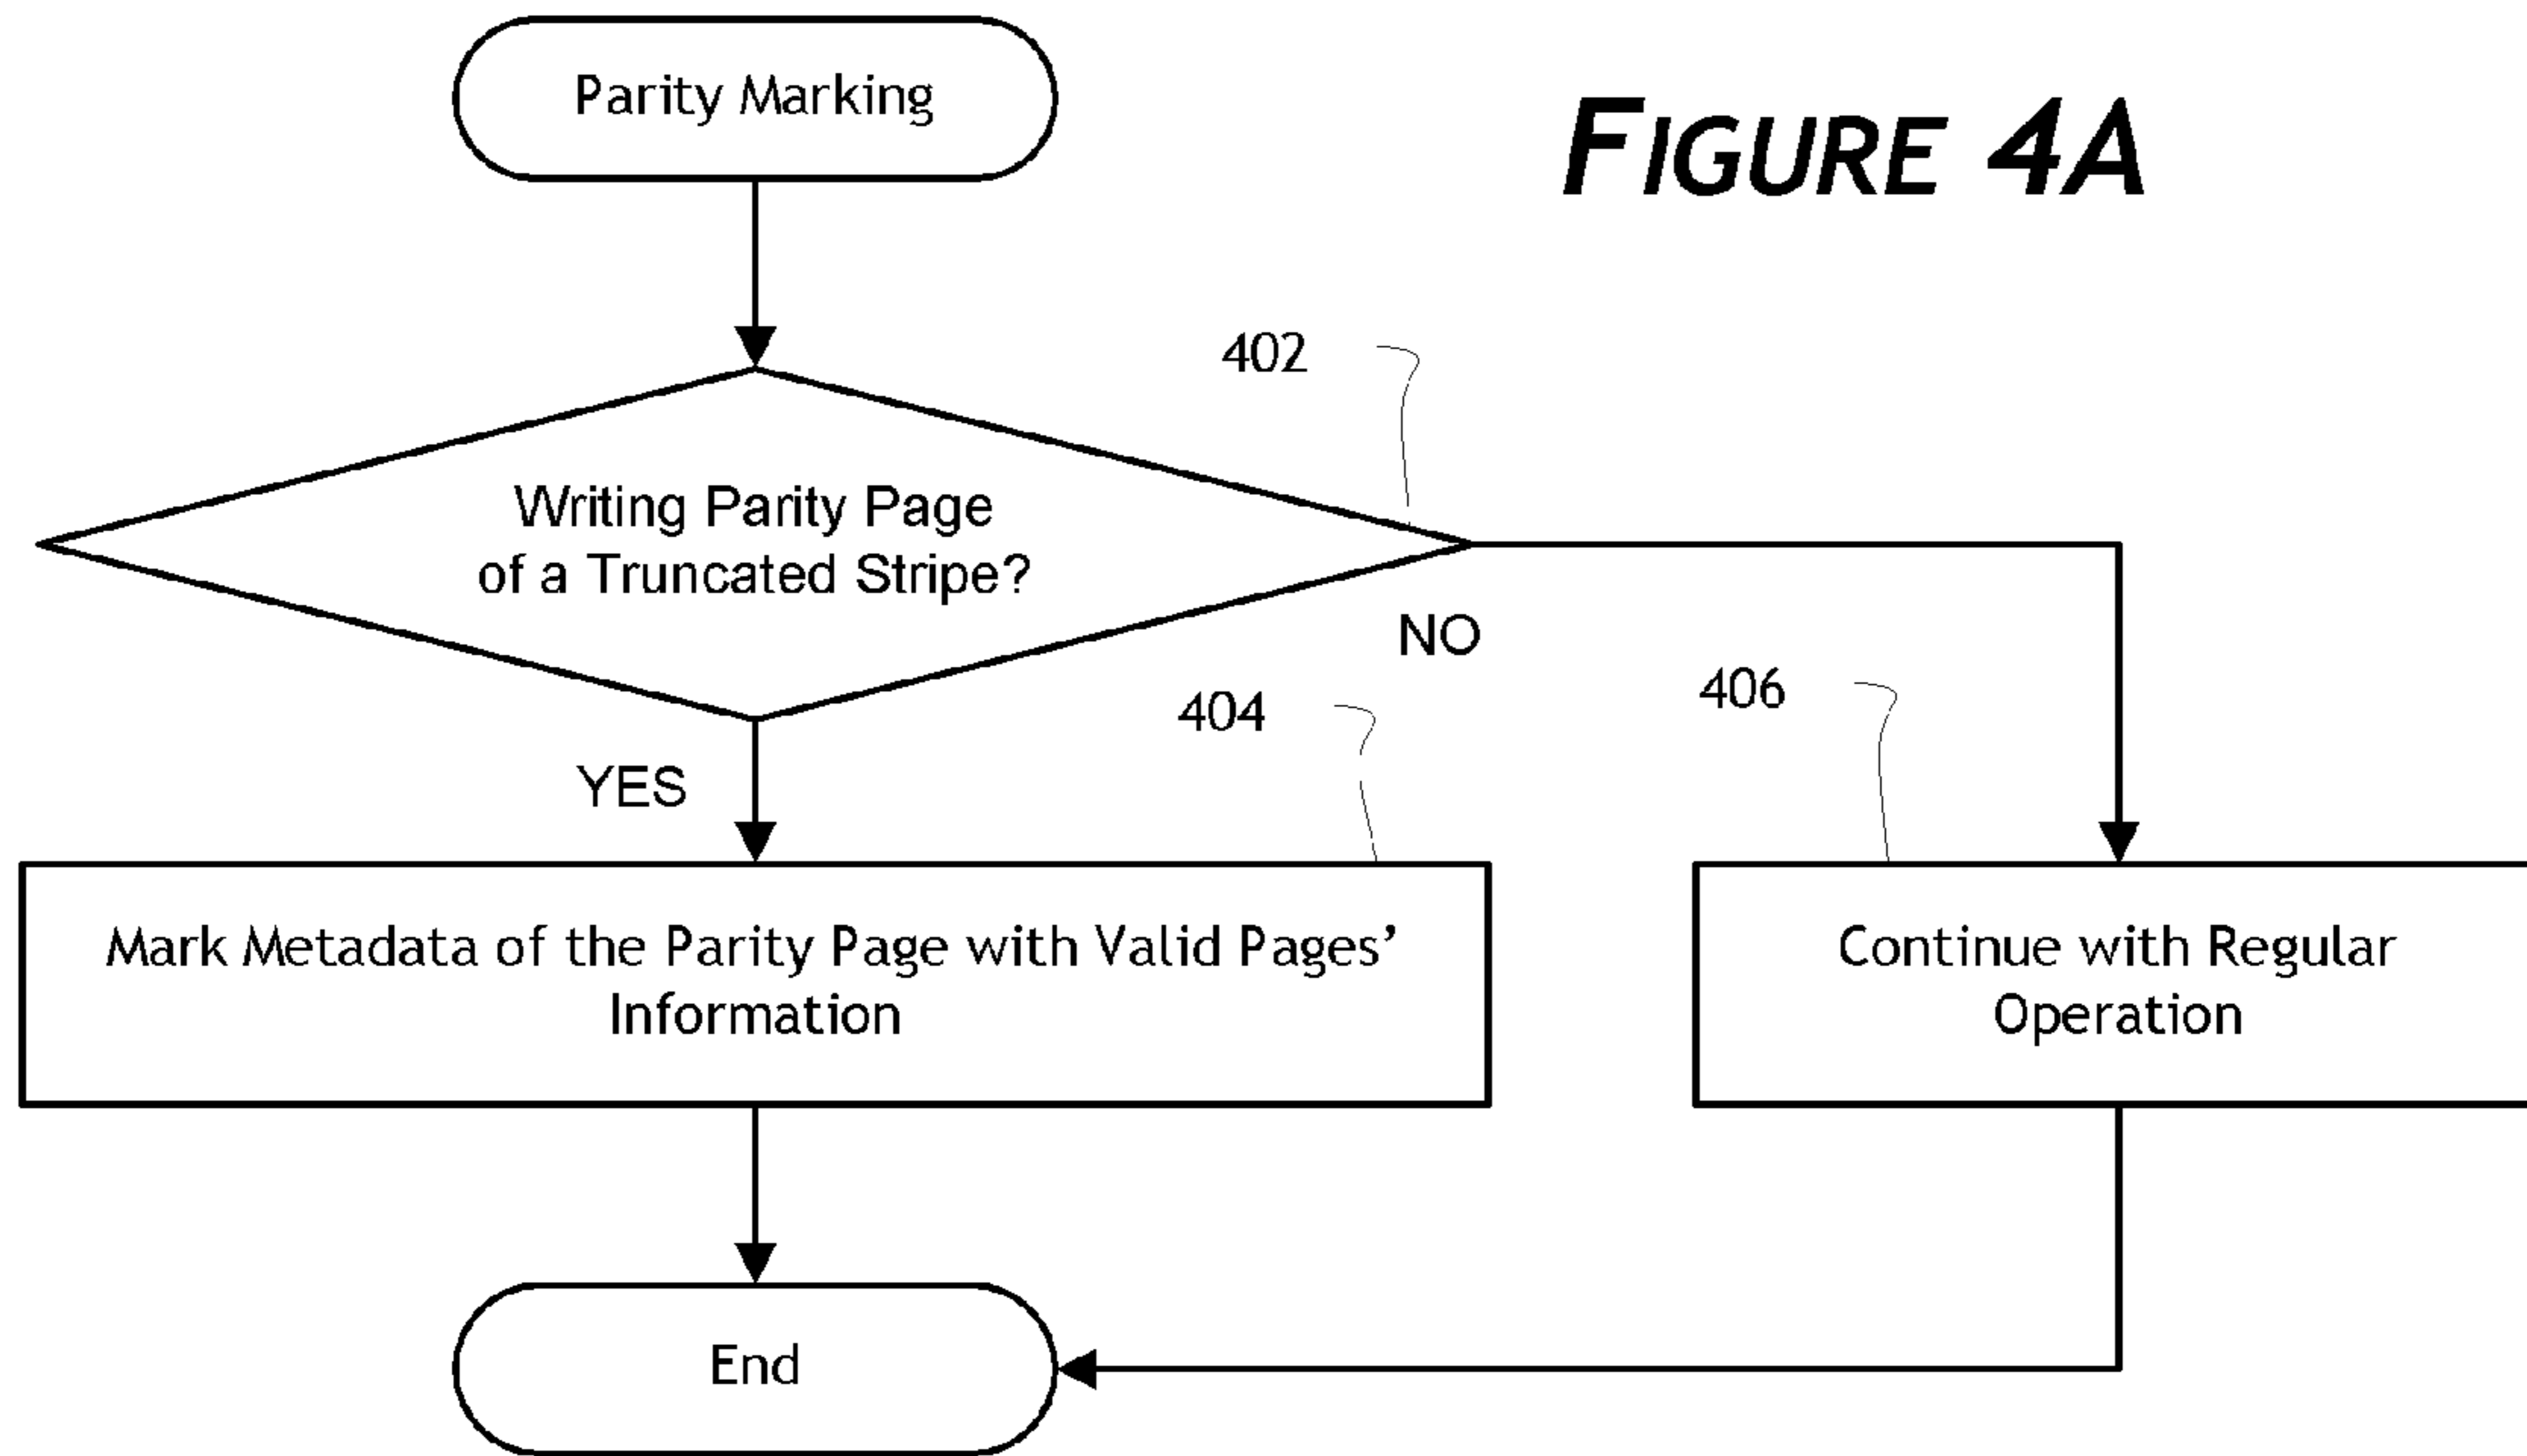 Parity Marking
FIGURE 4A
402
Writing Parity Page
of a Truncated Stripe?
NO
404
406
YES
Mark Metadata of the Parity Page with Valid Pages’
Information
Continue with Regular
Operation
End